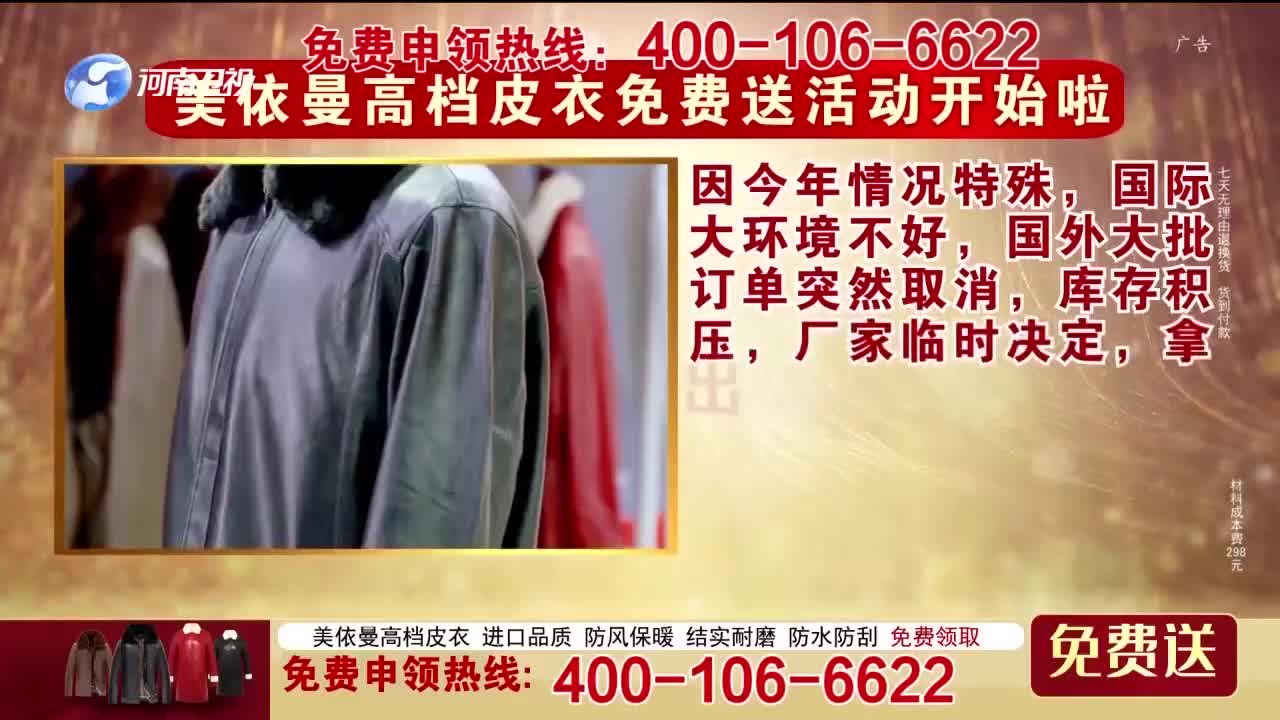 免费申领热线：400-106-6622
广告
河南卫视
美依曼高档皮衣免费送活动开始啦
因今年情况特殊，国际
大环境不好，国外大批
订单突然取消，库存积
压，厂家临时决定，拿
出
七天无理由退换货 货到付款
材料成本费298元
美依曼高档皮衣 进口品质 防风保暖 结实耐磨 防水防刮 免费领取
免费申领热线: 400-106-6622
免费送